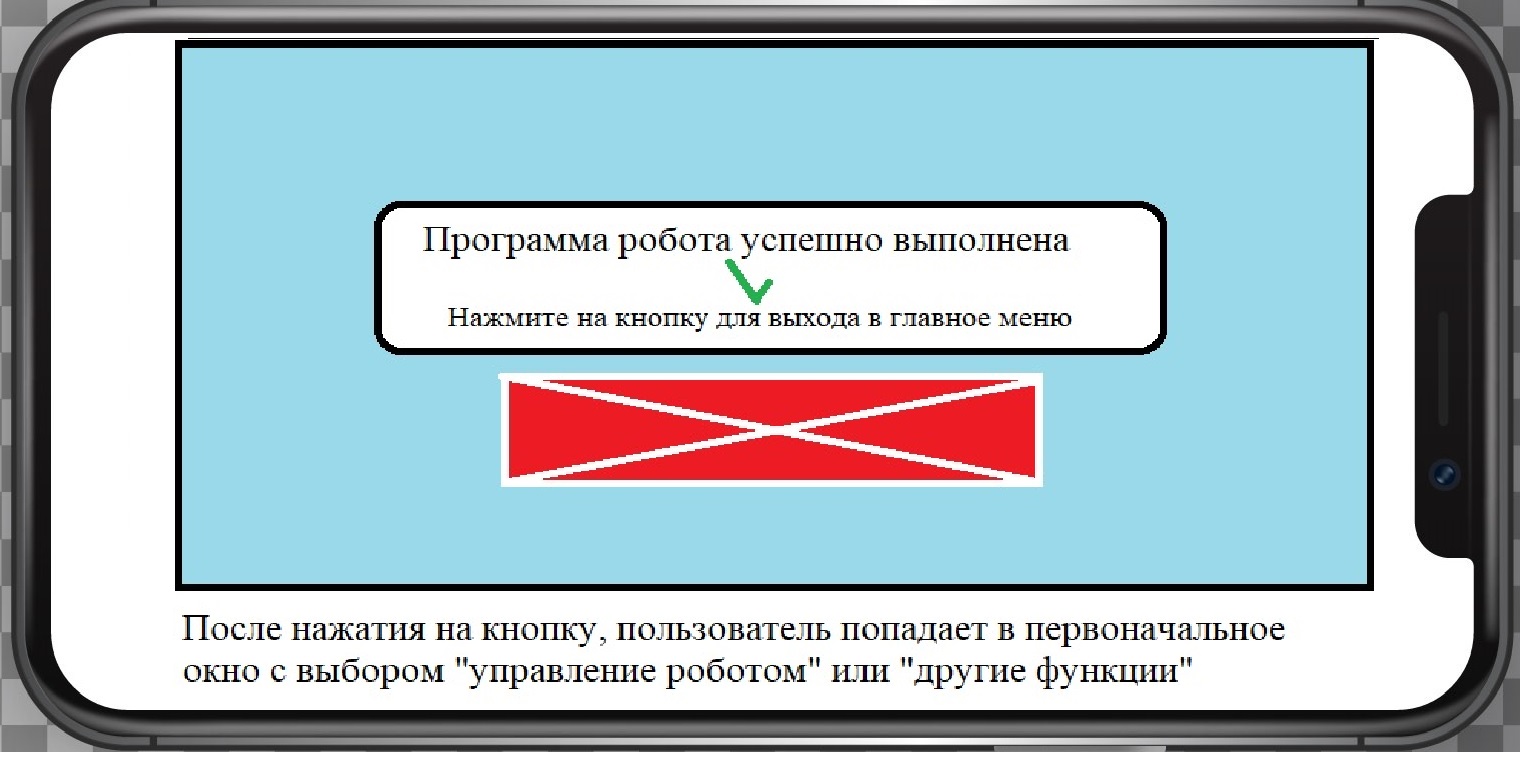 Программа робота успешно выполнена
Нажмите на кнопку для выхода в главное меню
После нажатия на кнопку, пользователь попадает в первоначальное
окно с выбором "управление роботом" или "другие функции"